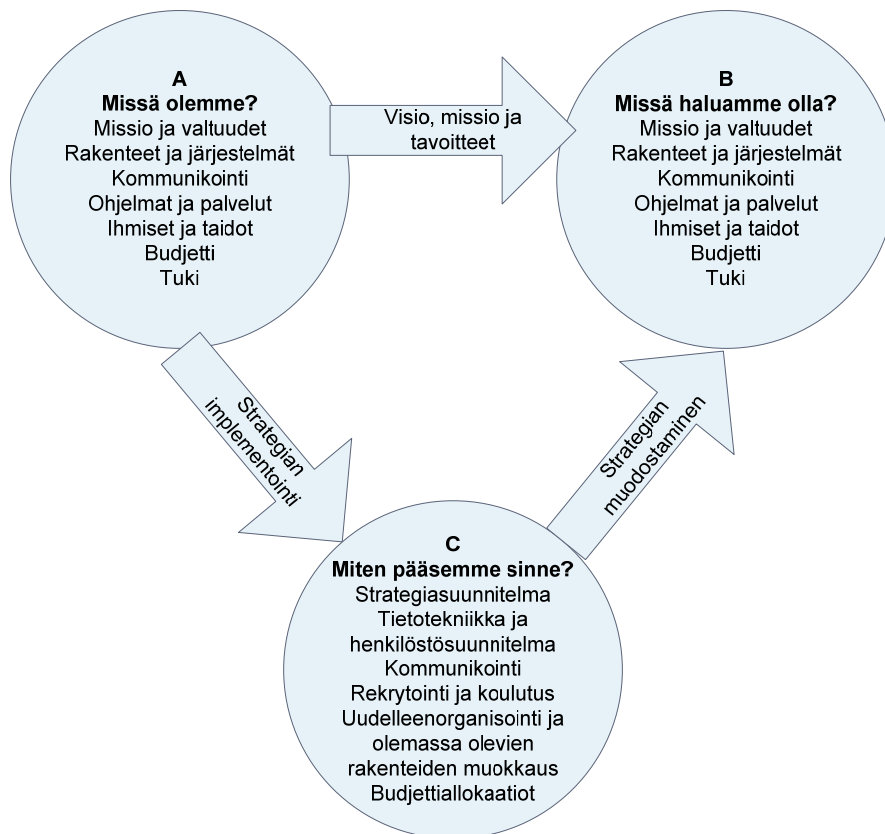 A
Missä olemme?
Missio ja valtuudet
Rakenteet ja järjestelmät
Kommunikointi
Ohjelmat ja palvelut
Ihmiset ja taidot
Budjetti
Tuki
Visio, missio ja
tavoitteet
B
Missä haluamme olla?
Missio ja valtuudet
Rakenteet ja järjestelmät
Kommunikointi
Ohjelmat ja palvelut
Ihmiset ja taidot
Budjetti
Tuki
Strategian
implementointi
Strategian
muodostaminen
C
Miten pääsemme sinne?
Strategiasuunnitelma
Tietotekniikka ja
henkilöstösuunnitelma
Kommunikointi
Rekrytointi ja koulutus
Uudelleenorganisointi ja
olemassa olevien
rakenteiden muokkaus
Budjettiallokaatiot